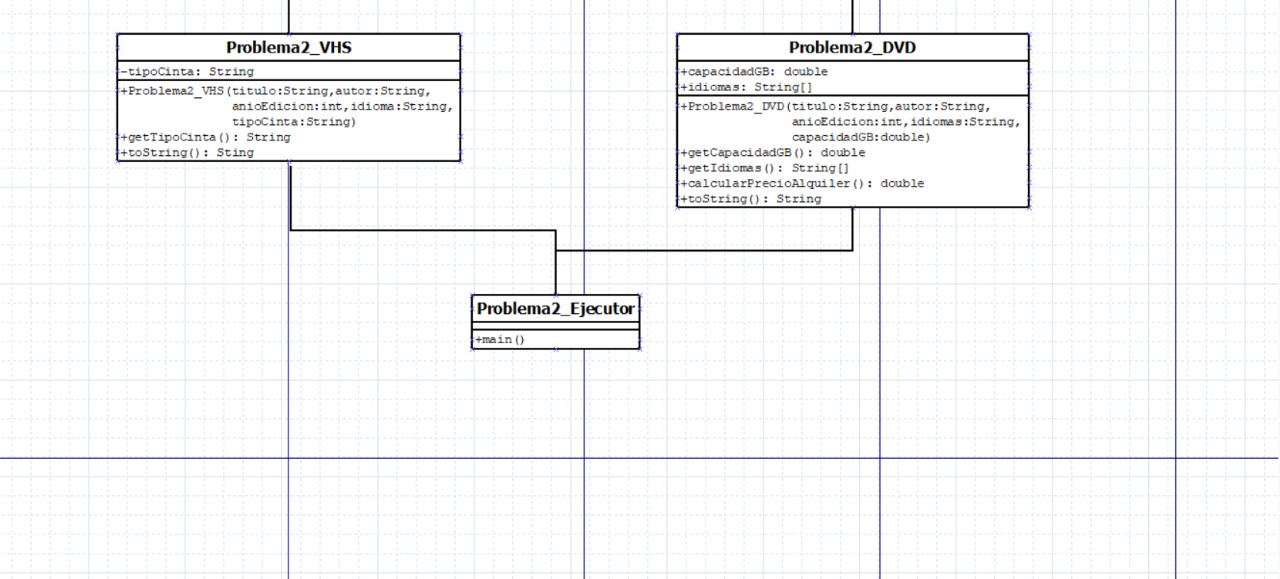 Problema2_VHS
-tipoCinta: String
+Problema2_VHS(titulo:String,autor:String,
anioEdicion:int,idioma:String,
tipoCinta:String)
+getTipoCinta(): String
+toString(): Sting
Problema2_DVD
+capacidadGB: double
+idiomas: String[]
+Problema2_DVD(titulo:String,autor:String,
anioEdicion:int,idiomas:String,
capacidadGB:double)
+getCapacidadGB(): double
+getIdiomas(): String[]
+calcularPrecioAlquiler(): double
+toString(): String
Problema2_Ejecutor
+main()